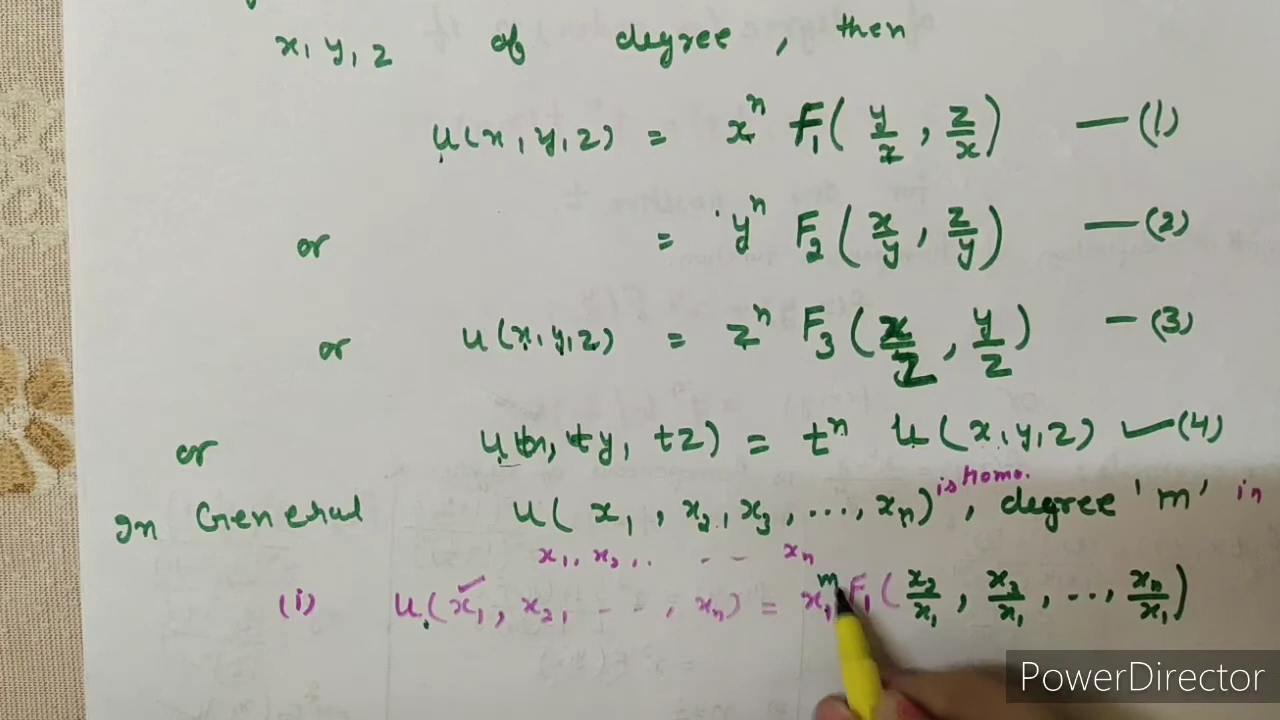 x, y, z of degree, then
u(x, y, z) = xⁿ F₁( y/x , z/x ) — (1)
or = yⁿ F₂( x/y , z/y ) — (2)
or u(x, y, z) = zⁿ F₃( x/z , y/z ) — (3)
or u(tx, ty, tz) = tⁿ u(x, y, z) — (4)
In General u( x₁, x₂, x₃, ..., xₙ) is homo. , degree 'm' in
x₁, x₂, .. - - xₙ
(i) u(x₁, x₂, - - -, xₙ) = x₁ᵐ F₁( x₂/x₁ , x₃/x₁ , ..., xₙ/x₁ )
PowerDirector